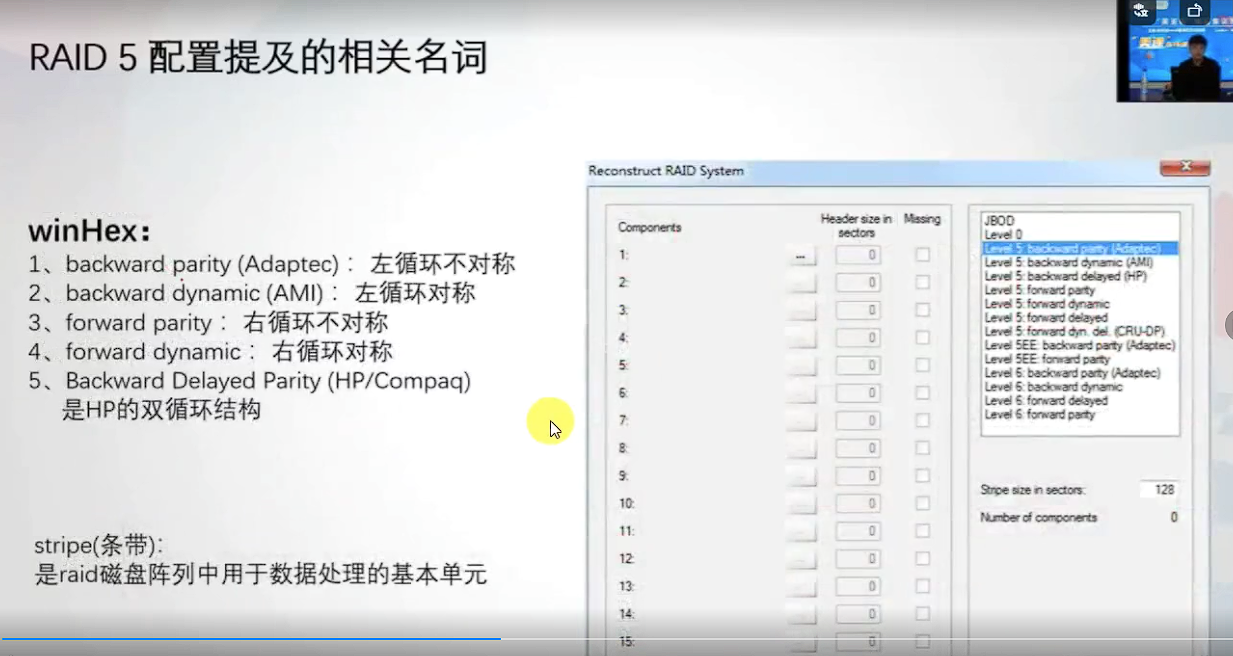 RAID 5 配置提及的相关名词
winHex：
1、backward parity (Adaptec)： 左循环不对称
2、backward dynamic (AMI)： 左循环对称
3、forward parity： 右循环不对称
4、forward dynamic： 右循环对称
5、Backward Delayed Parity (HP/Compaq)
是HP的双循环结构
stripe(条带):
是raid磁盘阵列中用于数据处理的基本单元
Reconstruct RAID System
Components
Header size in
sectors
Missing
1: ... 0
2: 0
3: 0
4: 0
5: 0
6: 0
7: 0
8: 0
9: 0
10: 0
11: 0
12: 0
13: 0
14: 0
15: 0
JBOD
Level 0
Level 5: backward parity (Adaptec)
Level 5: backward dynamic (AMI)
Level 5: backward delayed (HP)
Level 5: forward parity
Level 5: forward dynamic
Level 5: forward delayed
Level 5: forward dyn. del. (CRU-DP)
Level 5EE: backward parity (Adaptec)
Level 5EE: forward parity
Level 6: backward parity (Adaptec)
Level 6: backward dynamic
Level 6: forward delayed
Level 6: forward parity
Stripe size in sectors: 128
Number of components 0